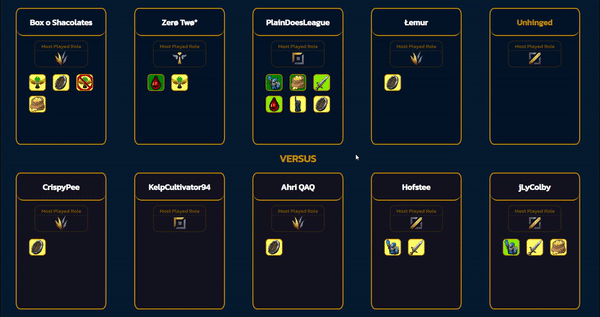 Box o Shacolates
Zerø Twø*
PlainDoesLeague
Łemur
Unhinged
Most Played Role
Most Played Role
Most Played Role
Most Played Role
Most Played Role
VERSUS
CrispyPee
KelpCultivator94
Ahri QAQ
Hofstee
jLyColby
Most Played Role
Most Played Role
Most Played Role
Most Played Role
Most Played Role